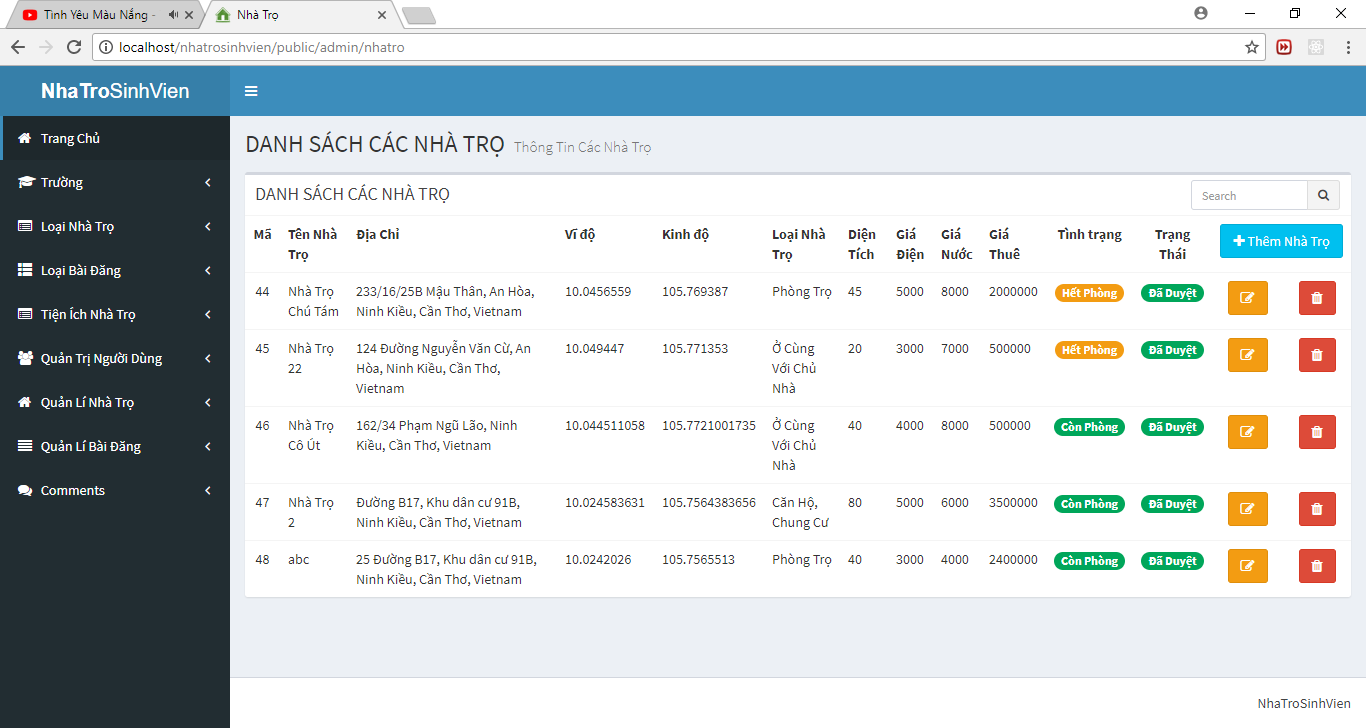 Tình Yêu Màu Nắng -
Nhà Trọ
localhost/nhatrosinhvien/public/admin/nhatro
NhaTroSinhVien
Trang Chủ
Trường
Loại Nhà Trọ
Loại Bài Đăng
Tiện Ích Nhà Trọ
Quản Trị Người Dùng
Quản Lí Nhà Trọ
Quản Lí Bài Đăng
Comments
DANH SÁCH CÁC NHÀ TRỌ Thông Tin Các Nhà Trọ
DANH SÁCH CÁC NHÀ TRỌ
Search
Mã Tên Nhà Địa Chỉ Vĩ độ Kinh độ Loại Nhà Diện Giá Giá Giá Tình trạng Trạng Thêm Nhà Trọ
Trọ Trọ Tích Điện Nước Thuê Thái
44 Nhà Trọ 233/16/25B Mậu Thân, An Hòa, 10.0456559 105.769387 Phòng Trọ 45 5000 8000 2000000 Hết Phòng Đã Duyệt
Chú Tám Ninh Kiều, Cần Thơ, Vietnam
45 Nhà Trọ 124 Đường Nguyễn Văn Cừ, An 10.049447 105.771353 Ở Cùng 20 3000 7000 500000 Hết Phòng Đã Duyệt
22 Hòa, Ninh Kiều, Cần Thơ, Với Chủ
Vietnam Nhà
46 Nhà Trọ 162/34 Phạm Ngũ Lão, Ninh 10.044511058 105.7721001735 Ở Cùng 40 4000 8000 500000 Còn Phòng Đã Duyệt
Cô Út Kiều, Cần Thơ, Vietnam Với Chủ
Nhà
47 Nhà Trọ Đường B17, Khu dân cư 91B, 10.024583631 105.7564383656 Căn Hộ, 80 5000 6000 3500000 Còn Phòng Đã Duyệt
2 Ninh Kiều, Cần Thơ, Vietnam Chung Cư
48 abc 25 Đường B17, Khu dân cư 91B, 10.0242026 105.7565513 Phòng Trọ 40 3000 4000 2400000 Còn Phòng Đã Duyệt
Ninh Kiều, Cần Thơ, Vietnam
NhaTroSinhVien